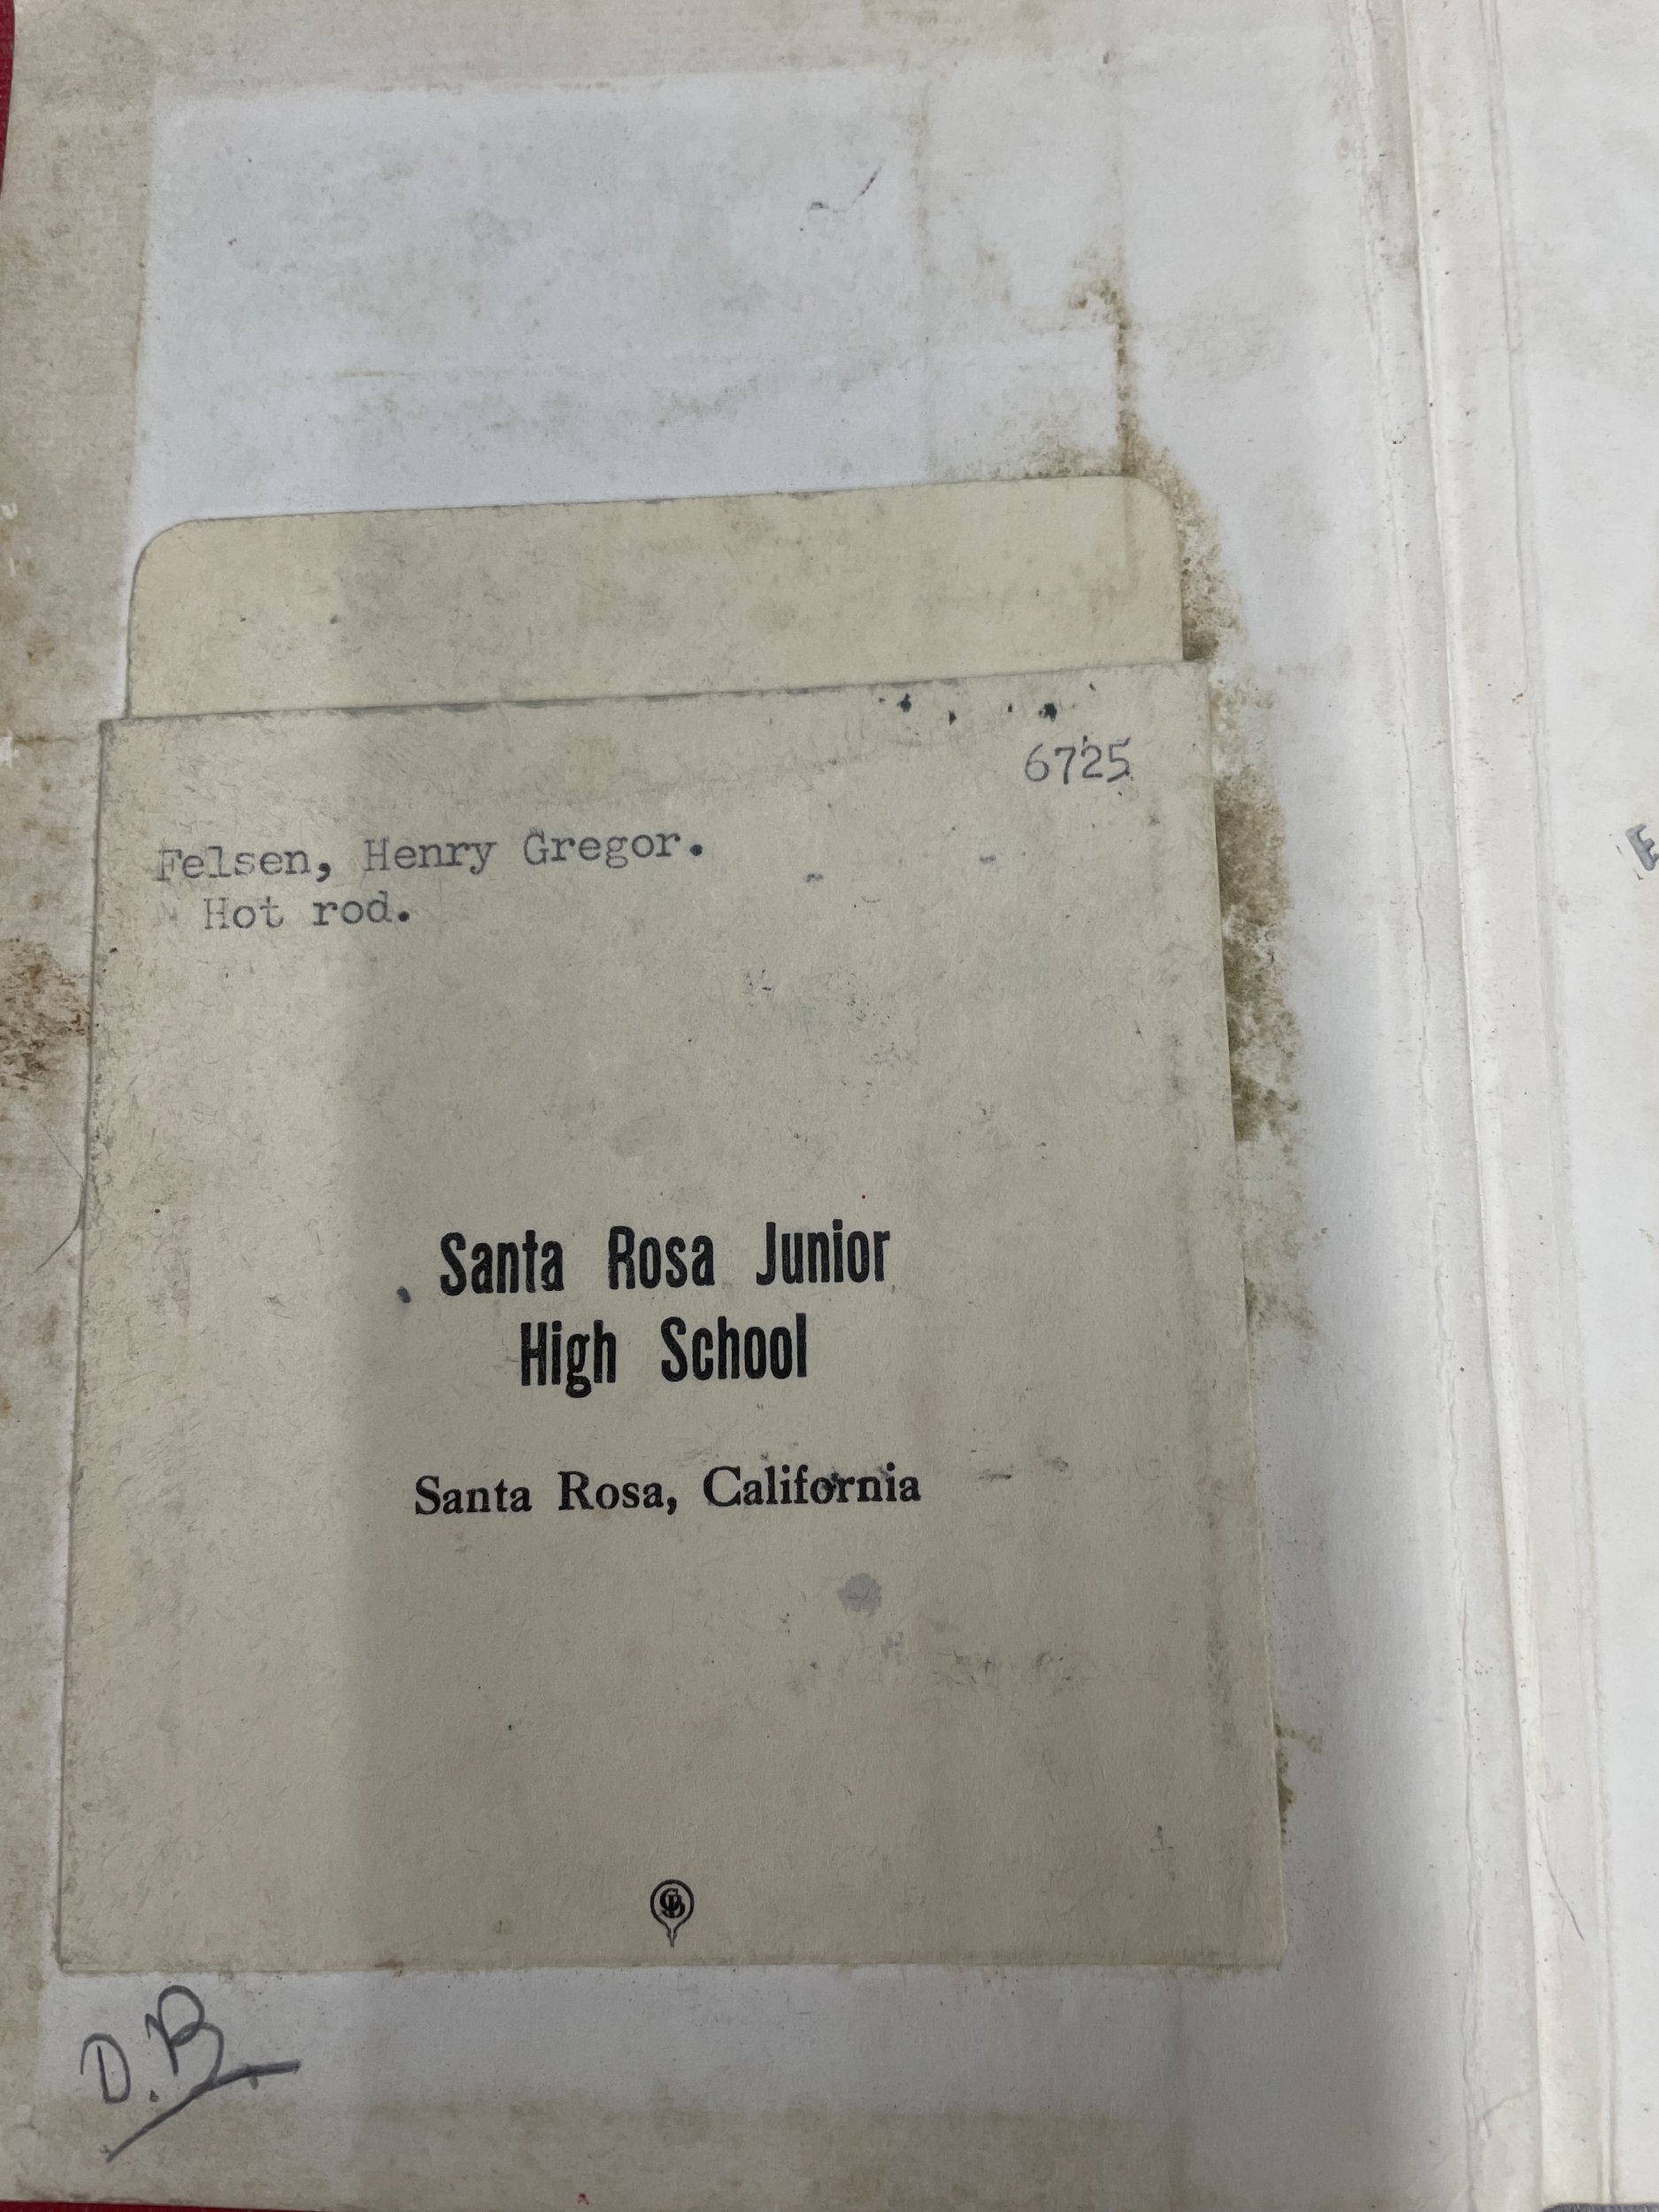 6725
Felsen, Henry Gregor.
Hot rod.
Santa Rosa Junior
High School
Santa Rosa, California
D.B.
E